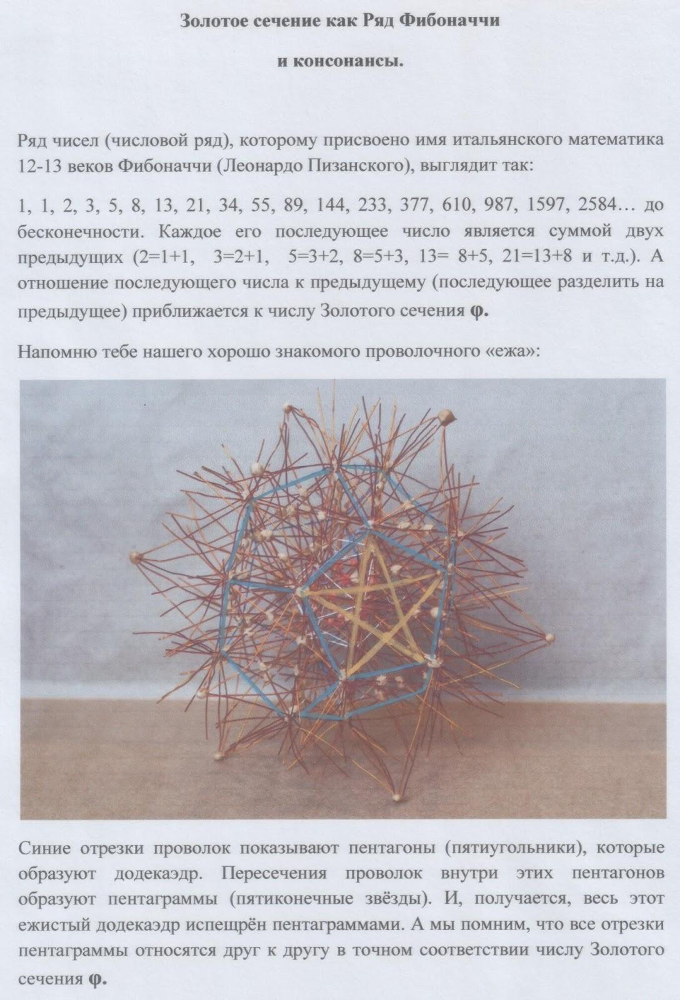 Золотое сечение как Ряд Фибоначчи
и консонансы.
Ряд чисел (числовой ряд), которому присвоено имя итальянского математика
12-13 веков Фибоначчи (Леонардо Пизанского), выглядит так:
1, 1, 2, 3, 5, 8, 13, 21, 34, 55, 89, 144, 233, 377, 610, 987, 1597, 2584… до
бесконечности. Каждое его последующее число является суммой двух
предыдущих (2=1+1, 3=2+1, 5=3+2, 8=5+3, 13= 8+5, 21=13+8 и т.д.). А
отношение последующего числа к предыдущему (последующее разделить на
предыдущее) приближается к числу Золотого сечения φ.
Напомню тебе нашего хорошо знакомого проволочного «ежа»:
Синие отрезки проволок показывают пентагоны (пятиугольники), которые
образуют додекаэдр. Пересечения проволок внутри этих пентагонов
образуют пентаграммы (пятиконечные звёзды). И, получается, весь этот
ежистый додекаэдр испещрён пентаграммами. А мы помним, что все отрезки
пентаграммы относятся друг к другу в точном соответствии числу Золотого
сечения φ.